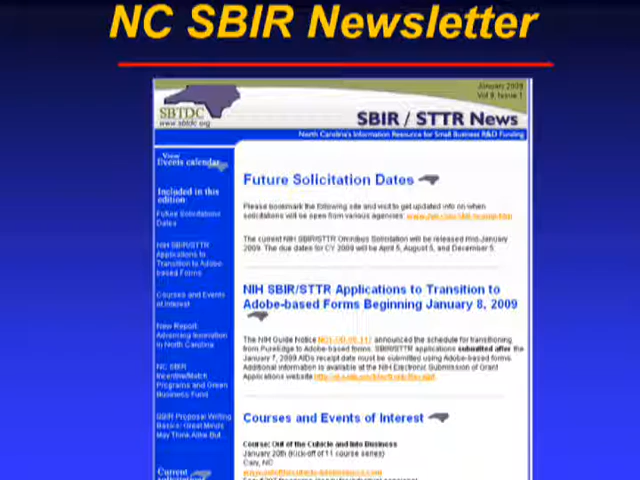 NC SBIR Newsletter
January 2009
Vol 9, Issue 1
SBTDC
www.sbtdc.org
SBIR / STTR News
North Carolina's Information Resource for Small Business R&D Funding
View
Events calendar
Included in this
edition:
Future Solicitations
Dates
NIH SBIR/STTR
Applications to
Transition to Adobe-
based Forms
Courses and Events
of Interest
New Report:
Advancing Innovation
in North Carolina
NC SBIR
Incentive/Match
Programs and Green
Business Fund
SBIR Proposal Writing
Basics: Great Minds
May Think Alike But...
Current
Future Solicitation Dates
Please bookmark the following site and visit to get updated info on when
solicitations will be open from various agencies:
The current NIH SBIR/STTR Omnibus Solicitation will be released mid-January
2009. The due dates for CY 2009 will be April 5, August 5, and December 5.
NIH SBIR/STTR Applications to Transition to
Adobe-based Forms Beginning January 8, 2009
The NIH Guide Notice announced the schedule for transitioning
from PureEdge to Adobe-based forms. SBIR/STTR applications submitted after the
January 7, 2009 AIDs receipt date must be submitted using Adobe-based forms.
Additional information is available at the NIH Electronic Submission of Grant
Applications website
Courses and Events of Interest
Course: Out of the Cubicle and Into Business
January 20th (Kick-off of 11 course series)
Cary, NC